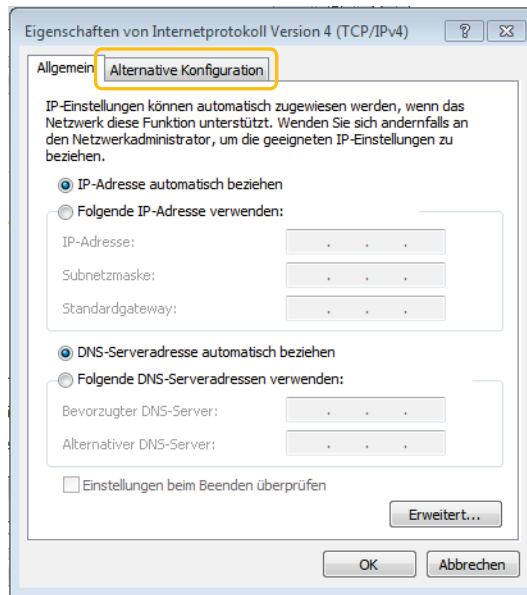 Eigenschaften von Internetprotokoll Version 4 (TCP/IPv4)
Allgemein Alternative Konfiguration
IP-Einstellungen können automatisch zugewiesen werden, wenn das
Netzwerk diese Funktion unterstützt. Wenden Sie sich andernfalls an
den Netzwerkadministrator, um die geeigneten IP-Einstellungen zu
beziehen.
IP-Adresse automatisch beziehen
Folgende IP-Adresse verwenden:
IP-Adresse: . . .
Subnetzmaske: . . .
Standardgateway: . . .
DNS-Serveradresse automatisch beziehen
Folgende DNS-Serveradressen verwenden:
Bevorzugter DNS-Server: . . .
Alternativer DNS-Server: . . .
Einstellungen beim Beenden überprüfen
Erweitert...
OK Abbrechen